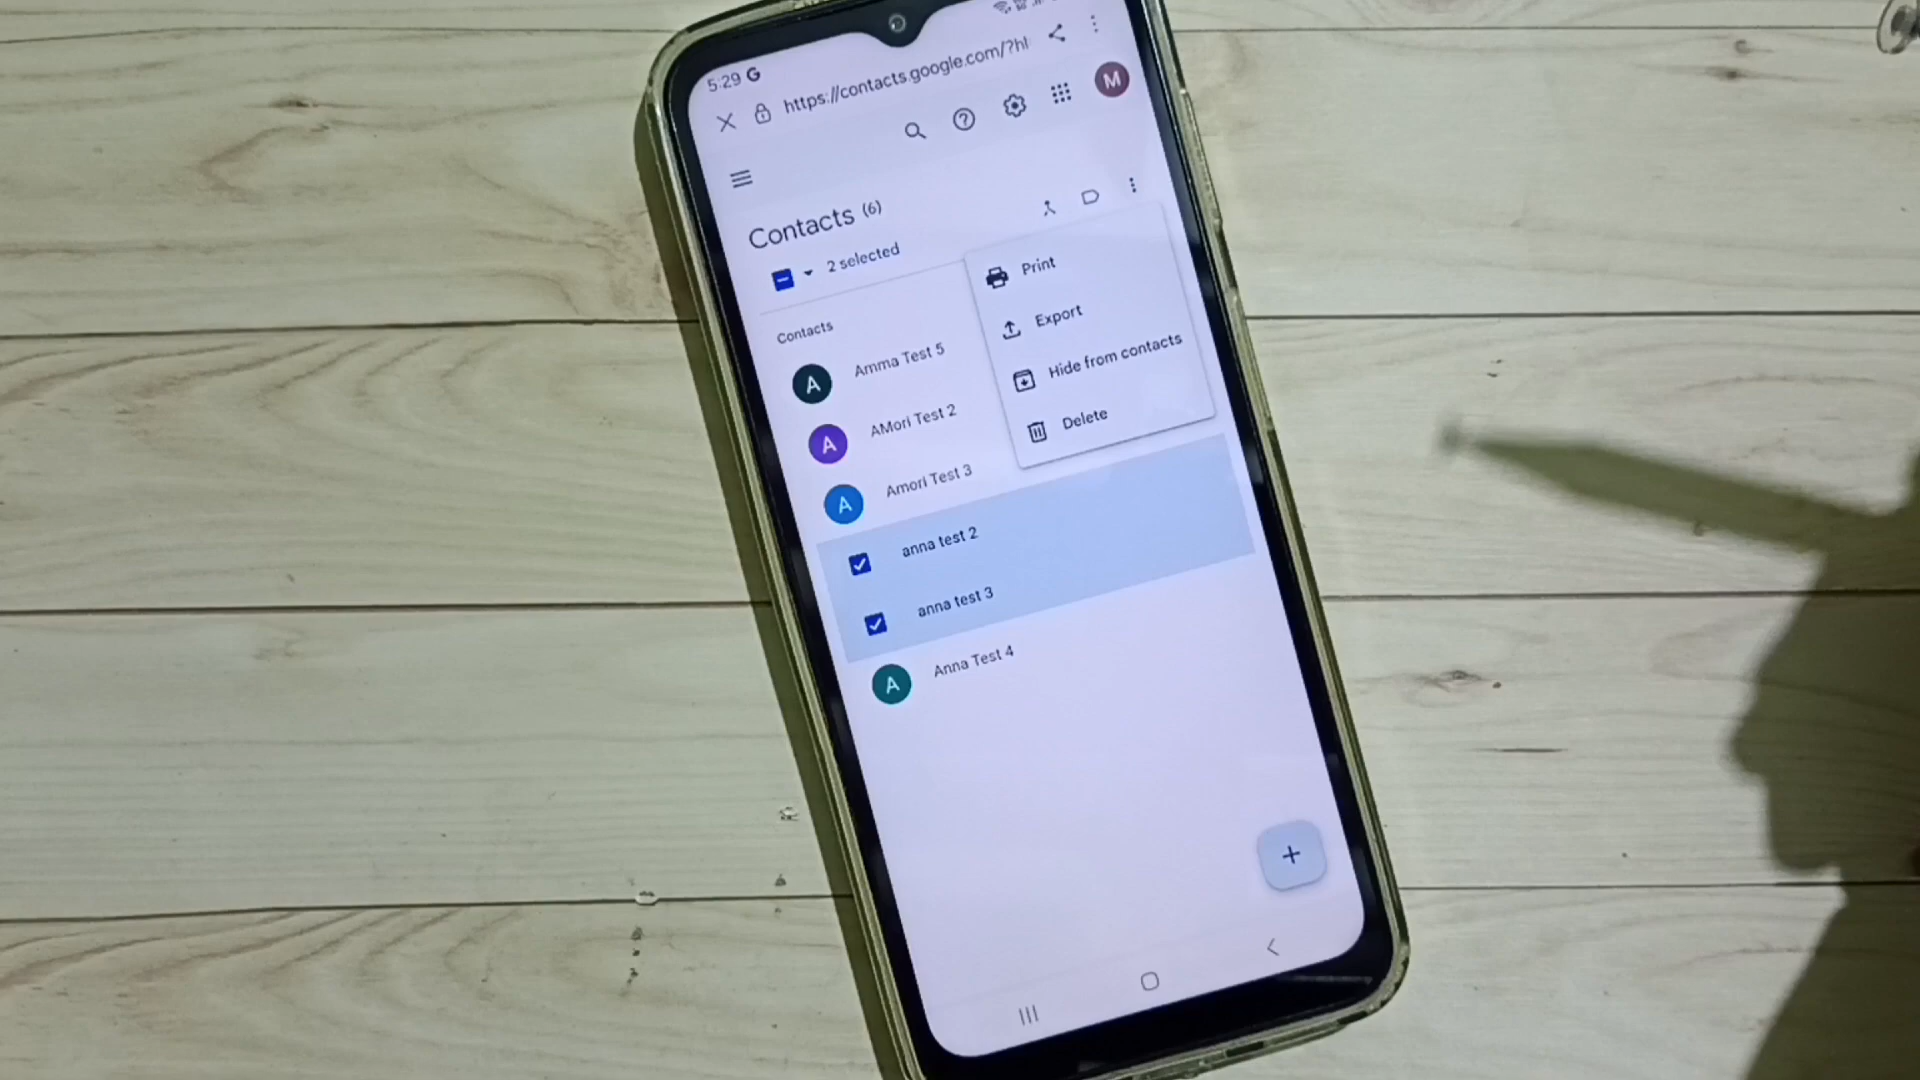 5:29 G
https://contacts.google.com/?hl
M
Contacts (6)
2 selected
Print
Export
Hide from contacts
Delete
Contacts
A Amma Test 5
A AMori Test 2
A Amori Test 3
anna test 2
anna test 3
A Anna Test 4